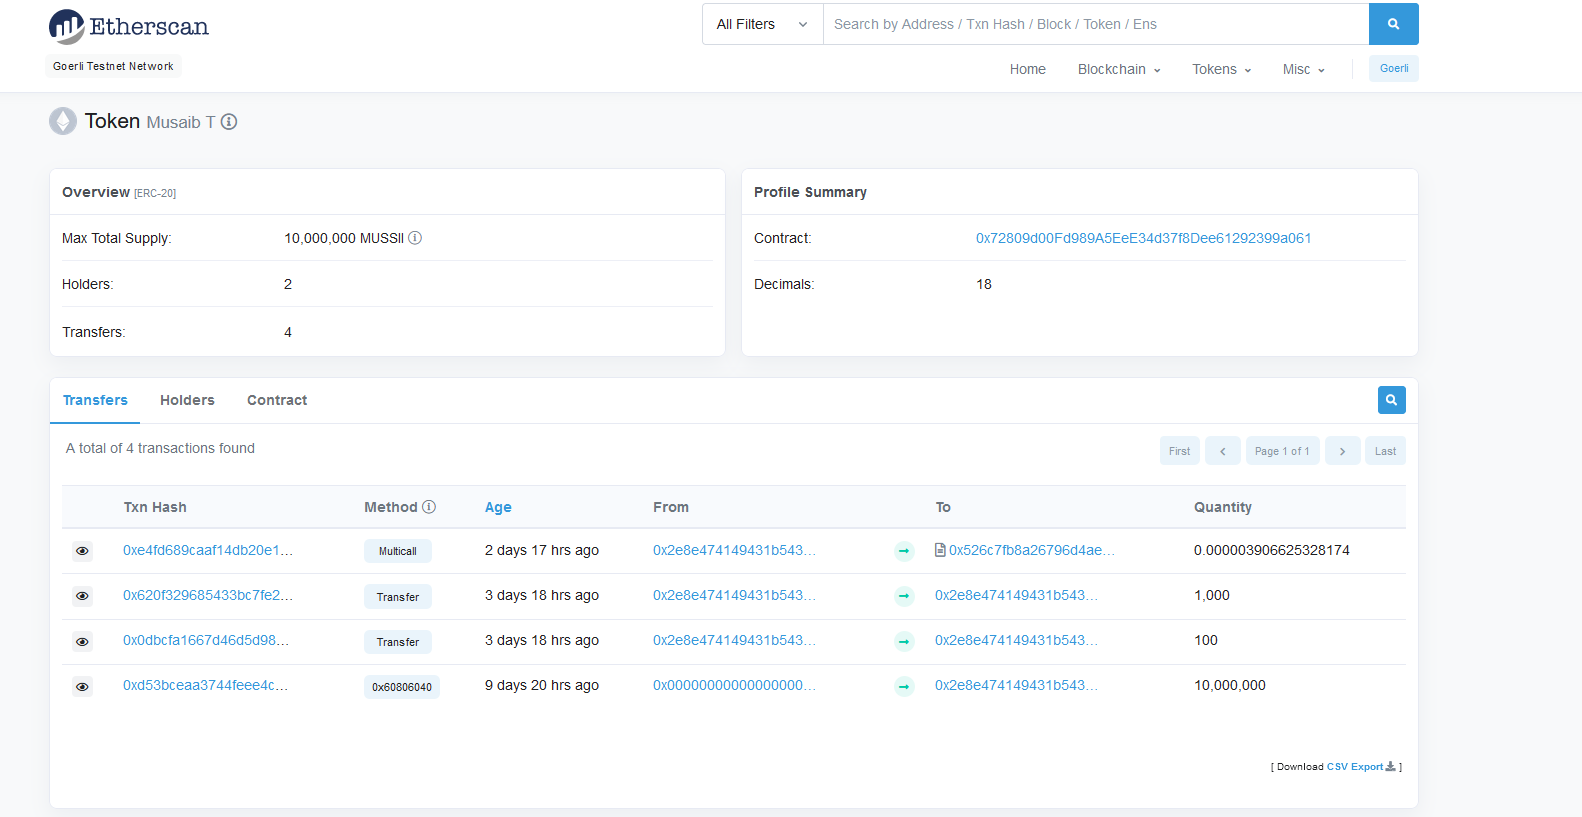 Etherscan
All Filters
Search by Address / Txn Hash / Block / Token / Ens
Goerli Testnet Network
Home Blockchain Tokens Misc Goerli
Token Musaib T
Overview [ERC-20]
Max Total Supply: 10,000,000 MUSSII
Holders: 2
Transfers: 4
Profile Summary
Contract: 0x72809d00Fd989A5EeE34d37f8Dee61292399a061
Decimals: 18
Transfers Holders Contract
A total of 4 transactions found
First Page 1 of 1 Last
Txn Hash Method Age From To Quantity
0xe4fd689caaf14db20e1... Multicall 2 days 17 hrs ago 0x2e8e474149431b543... 0x526c7fb8a26796d4ae... 0.000003906625328174
0x620f329685433bc7fe2... Transfer 3 days 18 hrs ago 0x2e8e474149431b543... 0x2e8e474149431b543... 1,000
0x0dbcfa1667d46d5d98... Transfer 3 days 18 hrs ago 0x2e8e474149431b543... 0x2e8e474149431b543... 100
0xd53bceaa3744feee4c... 0x60806040 9 days 20 hrs ago 0x00000000000000000... 0x2e8e474149431b543... 10,000,000
[ Download CSV Export ]